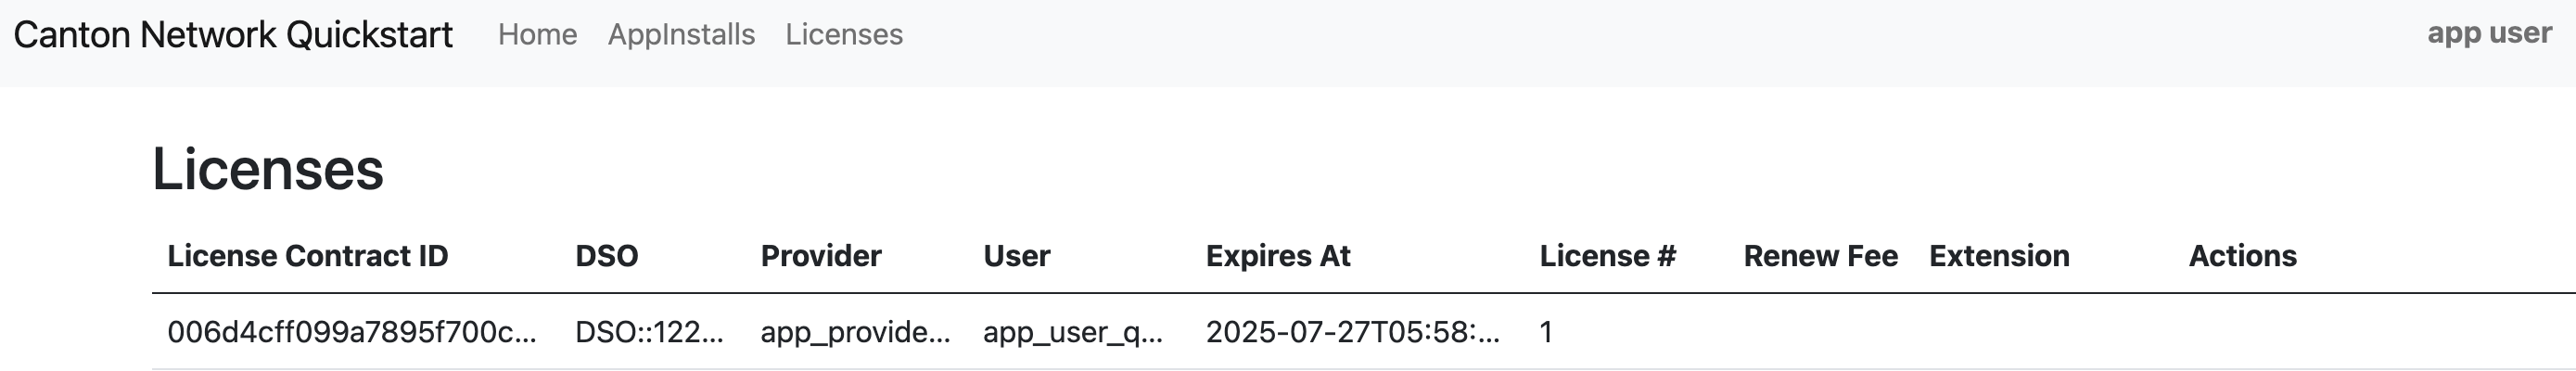 Canton Network Quickstart Home AppInstalls Licenses app user
Licenses
License Contract ID DSO Provider User Expires At License # Renew Fee Extension Actions
006d4cff099a7895f700c... DSO::122... app_provide... app_user_q... 2025-07-27T05:58:... 1